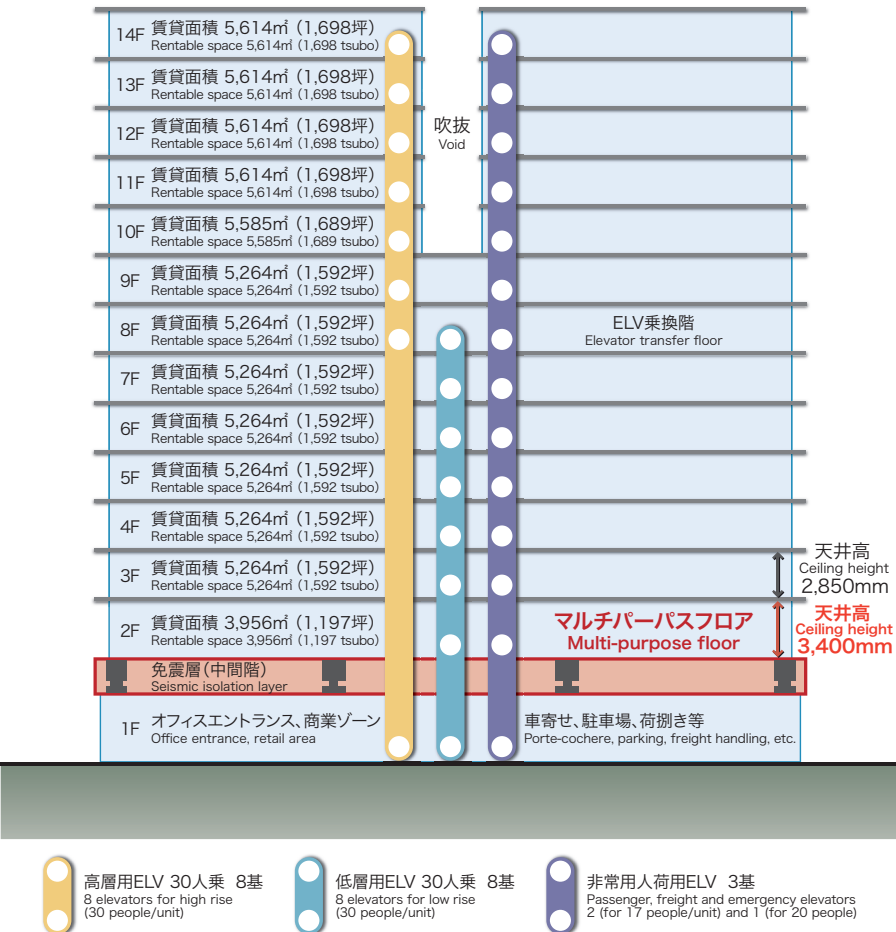 14F 賃貸面積 5,614㎡(1,698坪)
Rentable space 5,614㎡ (1,698 tsubo)
13F 賃貸面積 5,614㎡(1,698坪)
Rentable space 5,614㎡ (1,698 tsubo)
12F 賃貸面積 5,614㎡(1,698坪)
Rentable space 5,614㎡ (1,698 tsubo)
吹抜
Void
11F 賃貸面積 5,614㎡(1,698坪)
Rentable space 5,614㎡ (1,698 tsubo)
10F 賃貸面積 5,585㎡(1,689坪)
Rentable space 5,585㎡ (1,689 tsubo)
9F 賃貸面積 5,264㎡(1,592坪)
Rentable space 5,264㎡ (1,592 tsubo)
8F 賃貸面積 5,264㎡(1,592坪)
Rentable space 5,264㎡ (1,592 tsubo)
ELV乗換階
Elevator transfer floor
7F 賃貸面積 5,264㎡(1,592坪)
Rentable space 5,264㎡ (1,592 tsubo)
6F 賃貸面積 5,264㎡(1,592坪)
Rentable space 5,264㎡ (1,592 tsubo)
5F 賃貸面積 5,264㎡(1,592坪)
Rentable space 5,264㎡ (1,592 tsubo)
4F 賃貸面積 5,264㎡(1,592坪)
Rentable space 5,264㎡ (1,592 tsubo)
3F 賃貸面積 5,264㎡(1,592坪)
Rentable space 5,264㎡ (1,592 tsubo)
天井高
Ceiling height
2,850mm
2F 賃貸面積 3,956㎡(1,197坪)
Rentable space 3,956㎡ (1,197 tsubo)
マルチパーパスフロア
Multi-purpose floor
天井高
Ceiling height
3,400mm
免震層(中間階)
Seismic isolation layer
1F オフィスエントランス、商業ゾーン
Office entrance, retail area
車寄せ、駐車場、荷捌き等
Porte-cochere, parking, freight handling, etc.
高層用ELV 30人乗 8基
8 elevators for high rise
(30 people/unit)
低層用ELV 30人乗 8基
8 elevators for low rise
(30 people/unit)
非常用人荷用ELV 3基
Passenger, freight and emergency elevators
2 (for 17 people/unit) and 1 (for 20 people)